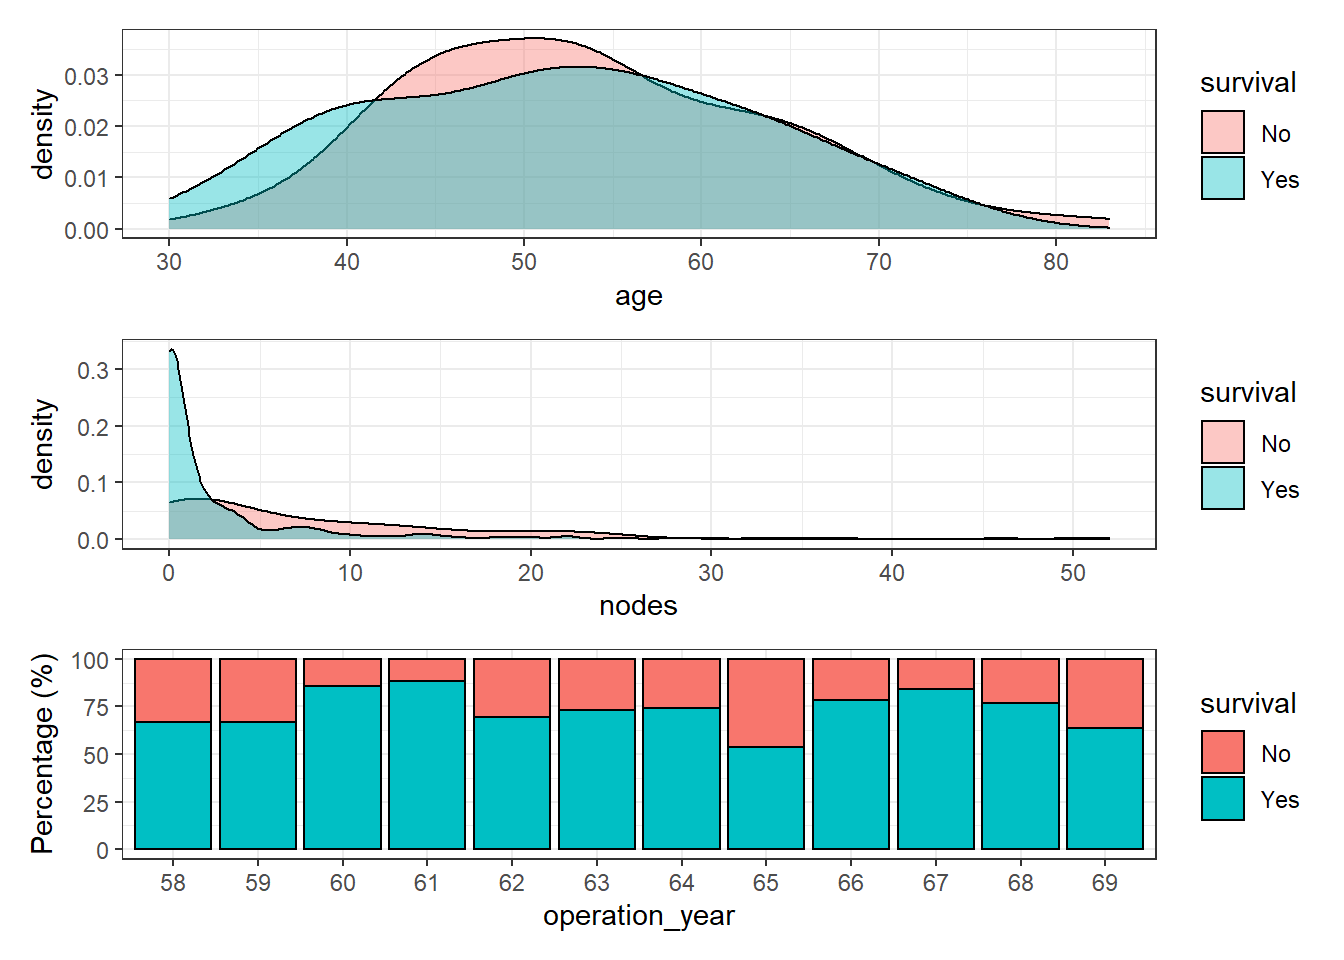 density
0.03
0.02
0.01
0.00
30 40 50 60 70 80
age
survival
No
Yes
density
0.3
0.2
0.1
0.0
0 10 20 30 40 50
nodes
survival
No
Yes
Percentage (%)
100
75
50
25
0
58 59 60 61 62 63 64 65 66 67 68 69
operation_year
survival
No
Yes